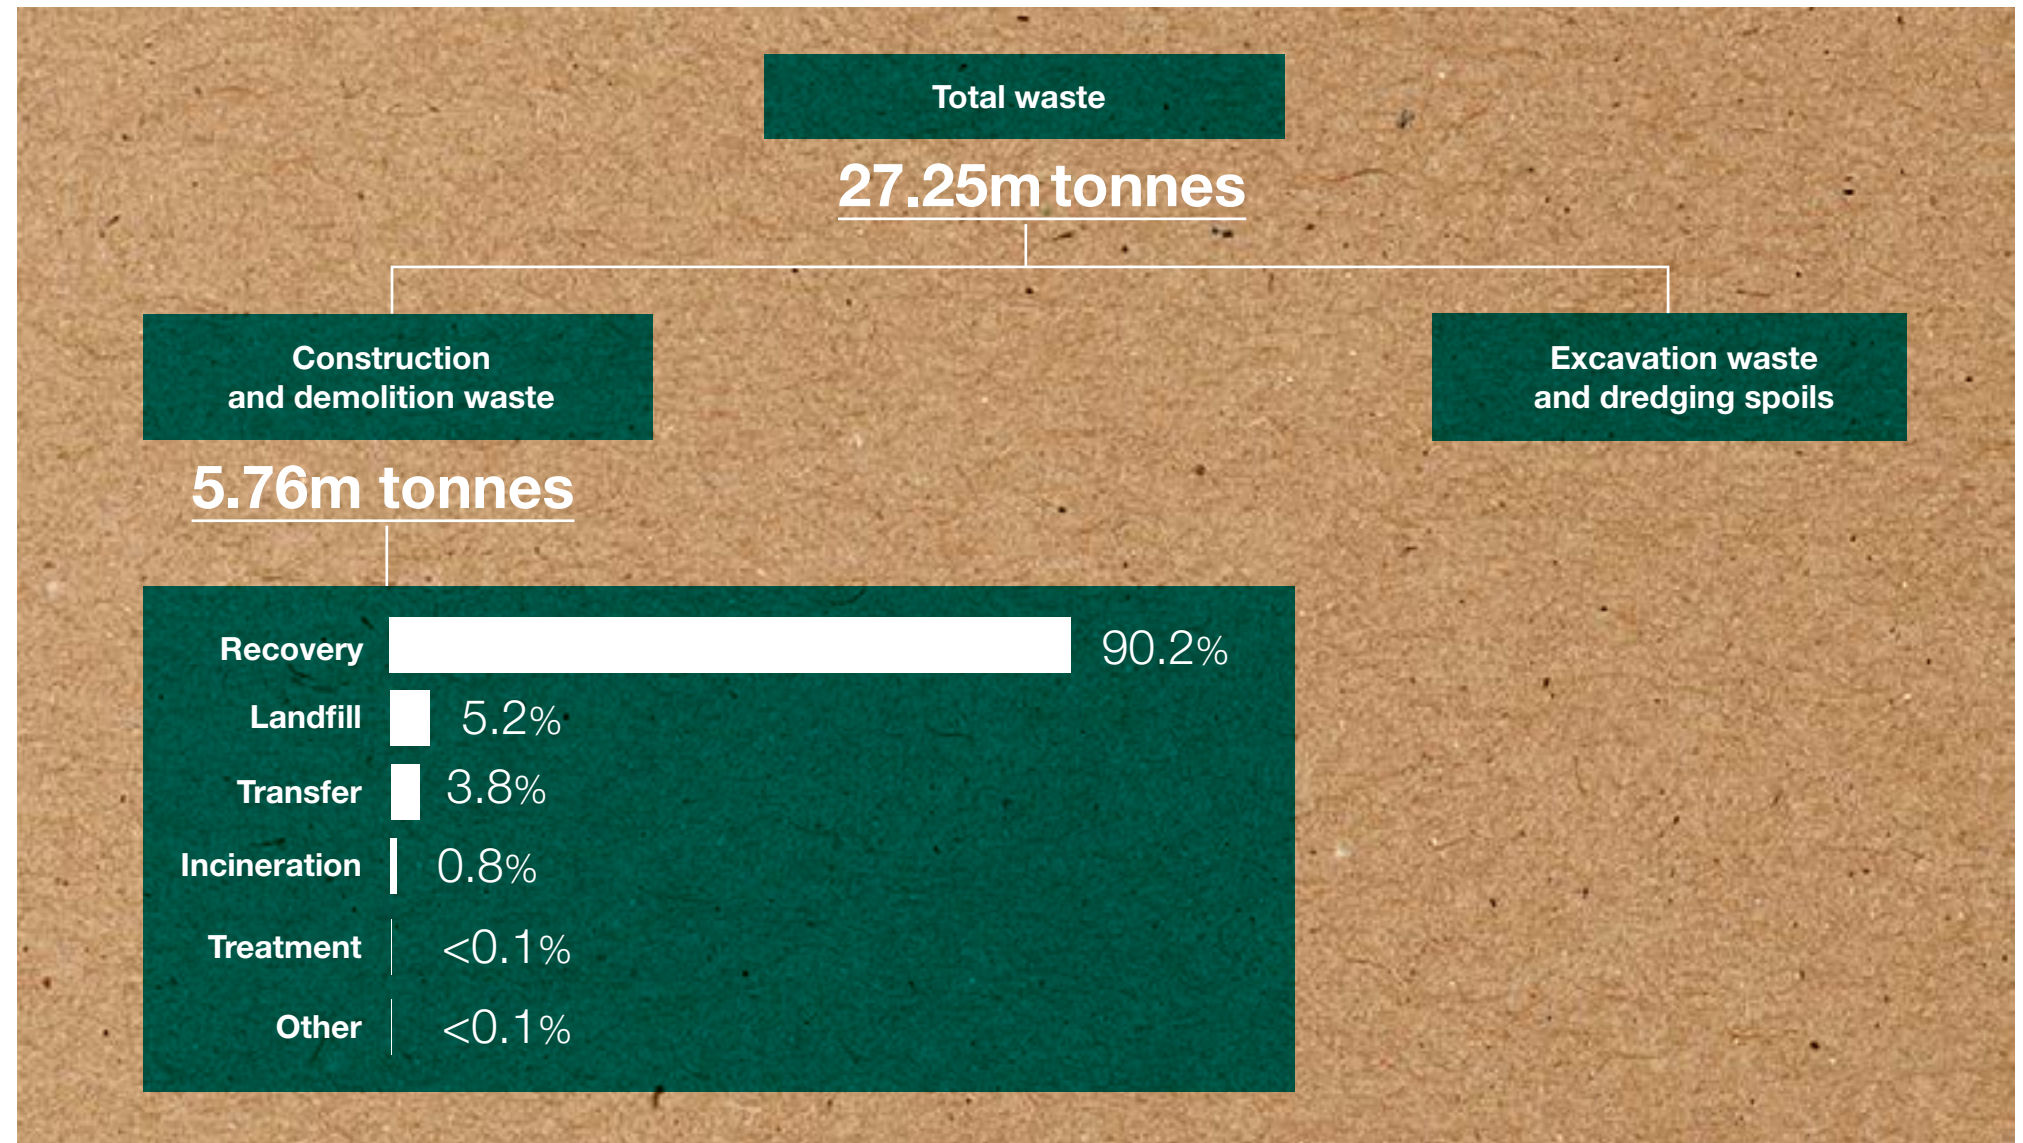 Total waste
27.25m tonnes
Construction
and demolition waste
Excavation waste
and dredging spoils
5.76m tonnes
Recovery 90.2%
Landfill 5.2%
Transfer 3.8%
Incineration 0.8%
Treatment <0.1%
Other <0.1%